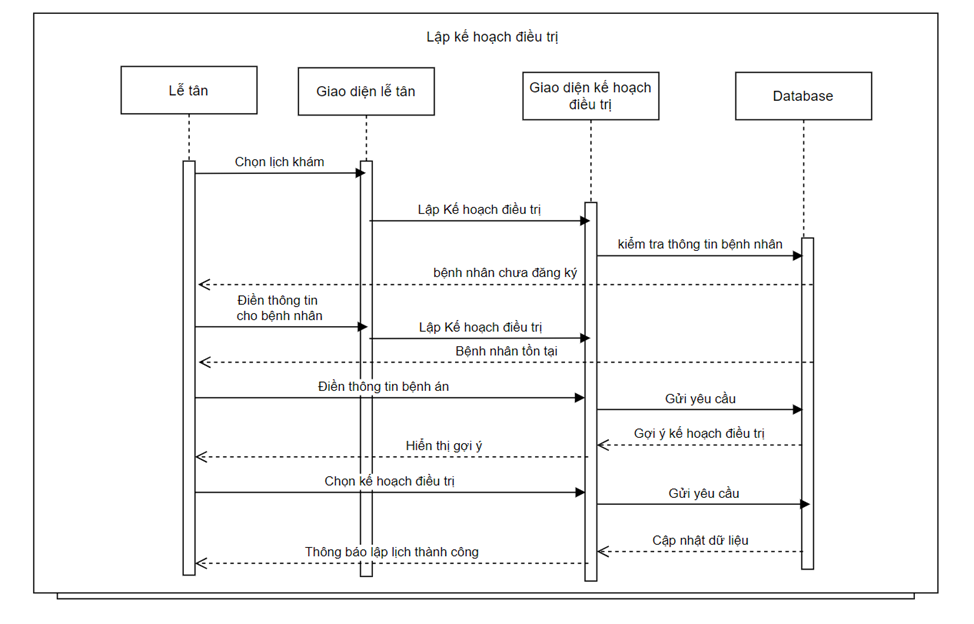 Lập kế hoạch điều trị
Lễ tân
Giao diện lễ tân
Giao diện kế hoạch
điều trị
Database
Chọn lịch khám
Lập Kế hoạch điều trị
kiểm tra thông tin bệnh nhân
bệnh nhân chưa đăng ký
Điền thông tin
cho bệnh nhân
Lập Kế hoạch điều trị
Bệnh nhân tồn tại
Điền thông tin bệnh án
Gửi yêu cầu
Gợi ý kế hoạch điều trị
Hiển thị gợi ý
Chọn kế hoạch điều trị
Gửi yêu cầu
Cập nhật dữ liệu
Thông báo lập lịch thành công